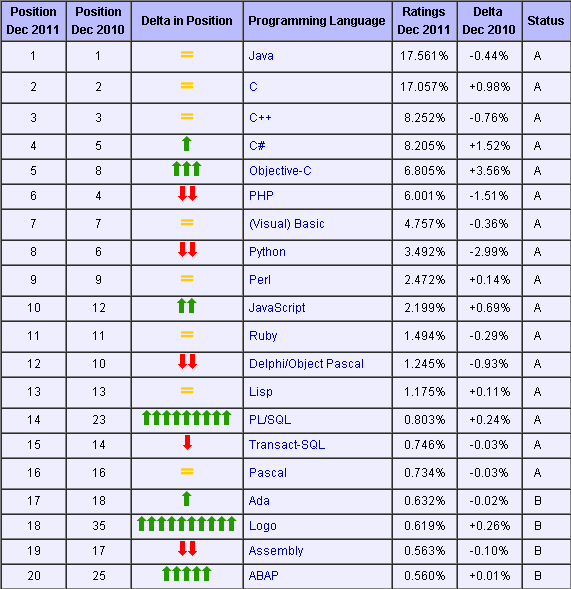 Position Dec 2011 Position Dec 2010 Delta in Position Programming Language Ratings Dec 2011 Delta Dec 2010 Status
1 1 = Java 17.561% -0.44% A
2 2 = C 17.057% +0.98% A
3 3 = C++ 8.252% -0.76% A
4 5 C# 8.205% +1.52% A
5 8 Objective-C 6.805% +3.56% A
6 4 PHP 6.001% -1.51% A
7 7 = (Visual) Basic 4.757% -0.36% A
8 6 Python 3.492% -2.99% A
9 9 = Perl 2.472% +0.14% A
10 12 JavaScript 2.199% +0.69% A
11 11 = Ruby 1.494% -0.29% A
12 10 Delphi/Object Pascal 1.245% -0.93% A
13 13 = Lisp 1.175% +0.11% A
14 23 PL/SQL 0.803% +0.24% A
15 14 Transact-SQL 0.746% -0.03% A
16 16 = Pascal 0.734% -0.03% A
17 18 Ada 0.632% -0.02% B
18 35 Logo 0.619% +0.26% B
19 17 Assembly 0.563% -0.10% B
20 25 ABAP 0.560% +0.01% B